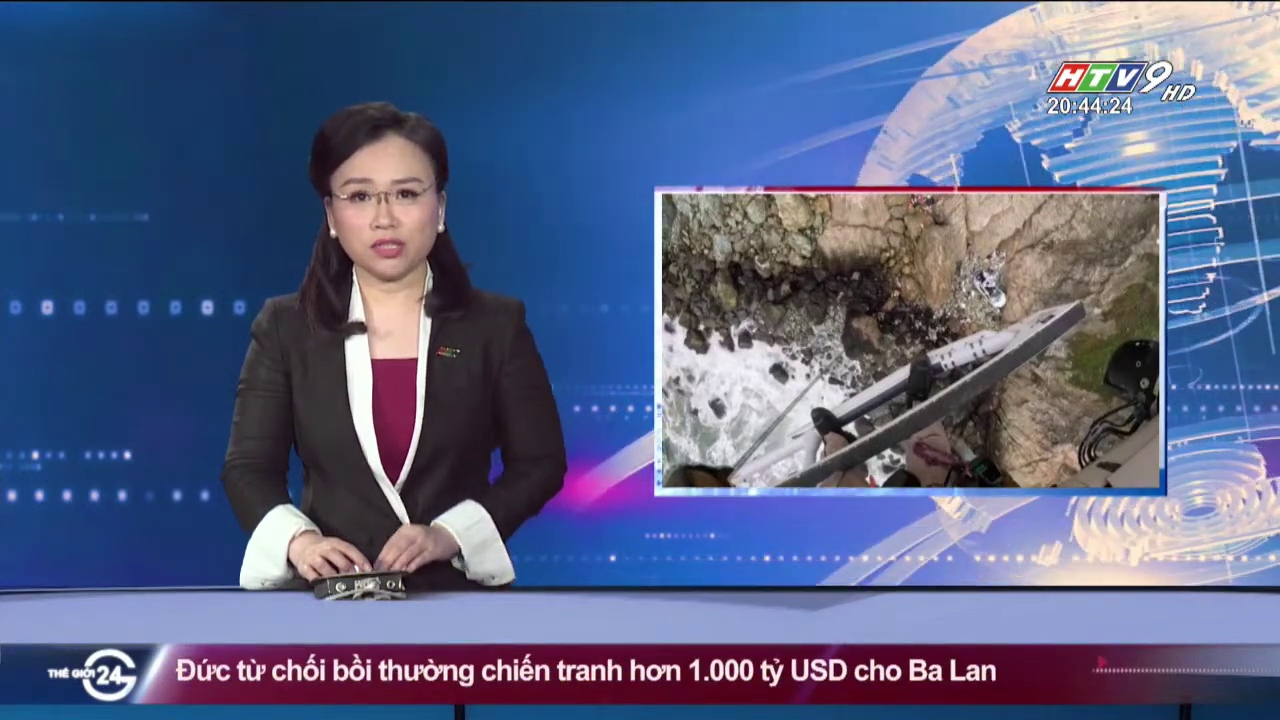 HTV9 HD
20:44:24
THẾ GIỚI 24G
Đức từ chối bồi thường chiến tranh hơn 1.000 tỷ USD cho Ba Lan